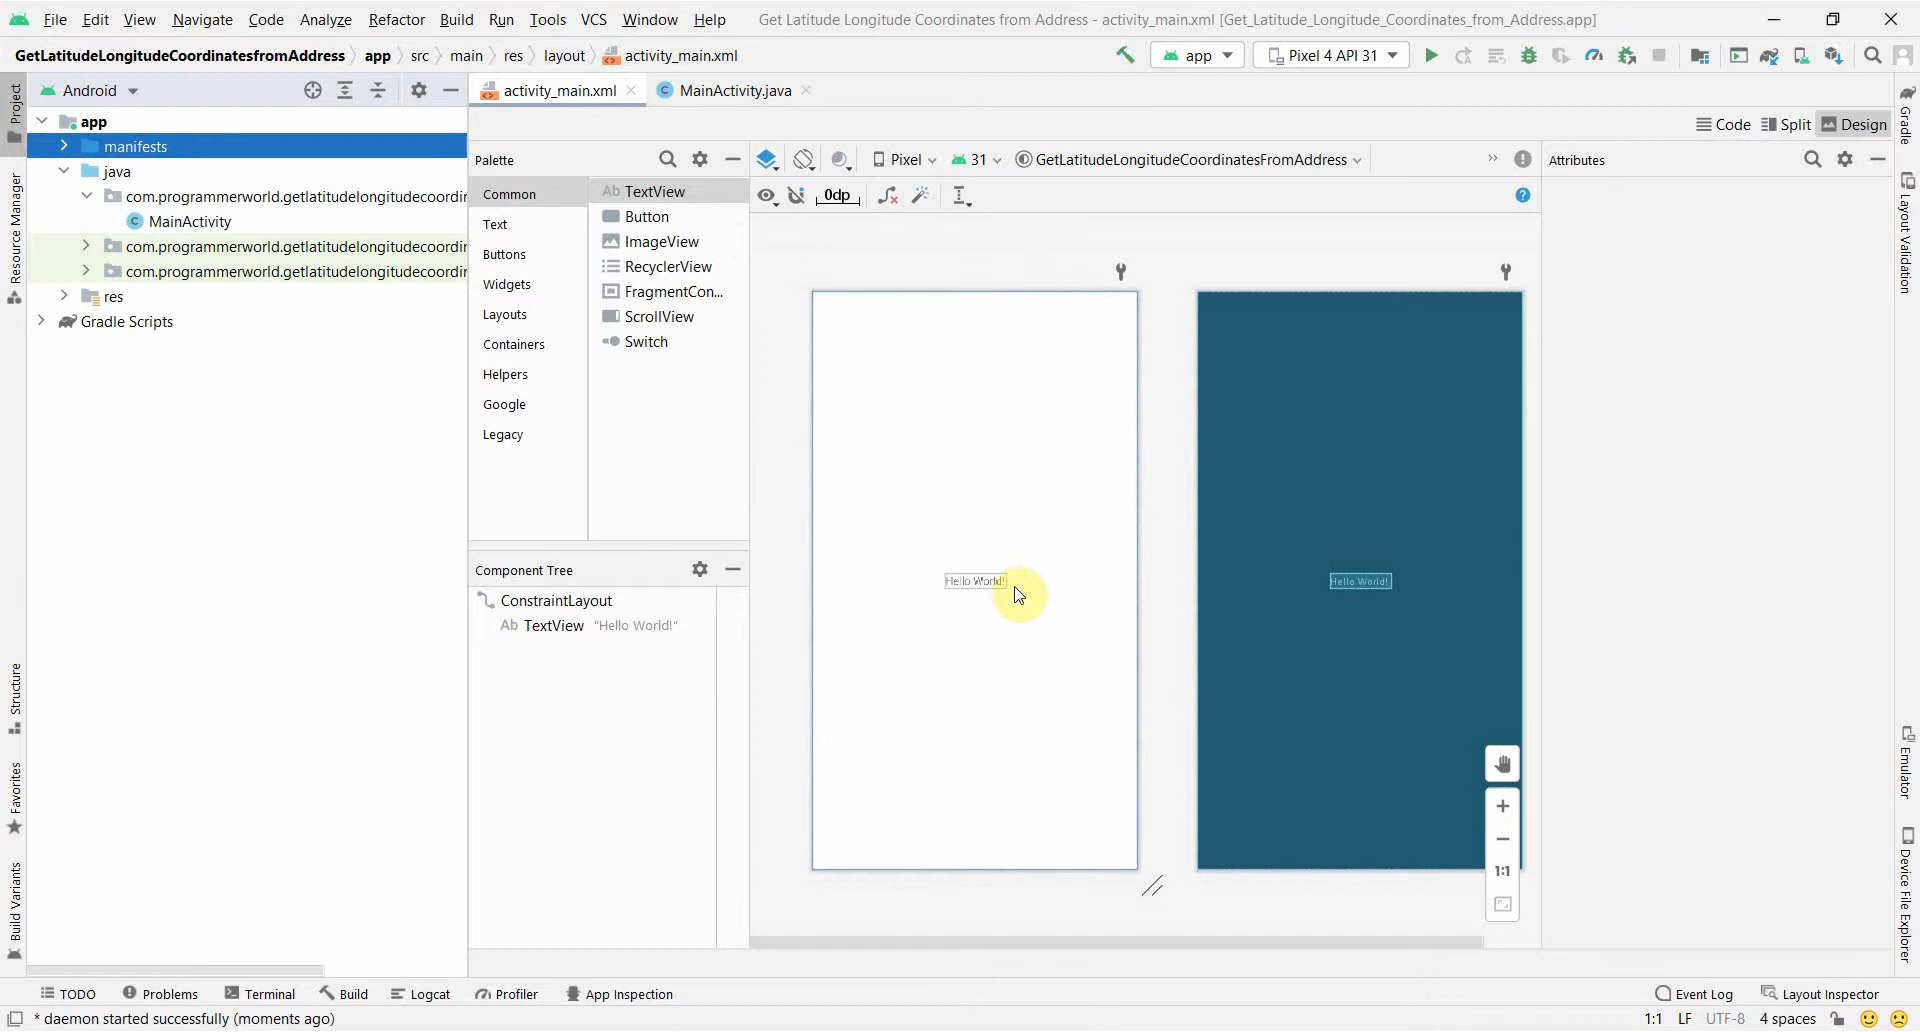 File Edit View Navigate Code Analyze Refactor Build Run Tools VCS Window Help Get Latitude Longitude Coordinates from Address - activity_main.xml [Get_Latitude_Longitude_Coordinates_from_Address.app]
GetLatitudeLongitudeCoordinatesfromAddress app src main res layout activity_main.xml app Pixel 4 API 31
Project
Resource Manager
Structure
Favorites
Build Variants
Android
app
manifests
java
com.programmerworld.getlatitudelongitudecoordin
MainActivity
com.programmerworld.getlatitudelongitudecoordin
com.programmerworld.getlatitudelongitudecoordin
res
Gradle Scripts
activity_main.xml MainActivity.java
Code Split Design
Palette
Common
Text
Buttons
Widgets
Layouts
Containers
Helpers
Google
Legacy
Ab TextView
Button
ImageView
RecyclerView
FragmentCon...
ScrollView
Switch
Component Tree
ConstraintLayout
Ab TextView "Hello World!"
Pixel 31 GetLatitudeLongitudeCoordinatesFromAddress
0dp
Hello World!
Hello World!
1:1
Attributes
Gradle
Layout Validation
Emulator
Device File Explorer
TODO Problems Terminal Build Logcat Profiler App Inspection Event Log Layout Inspector
* daemon started successfully (moments ago) 1:1 LF UTF-8 4 spaces